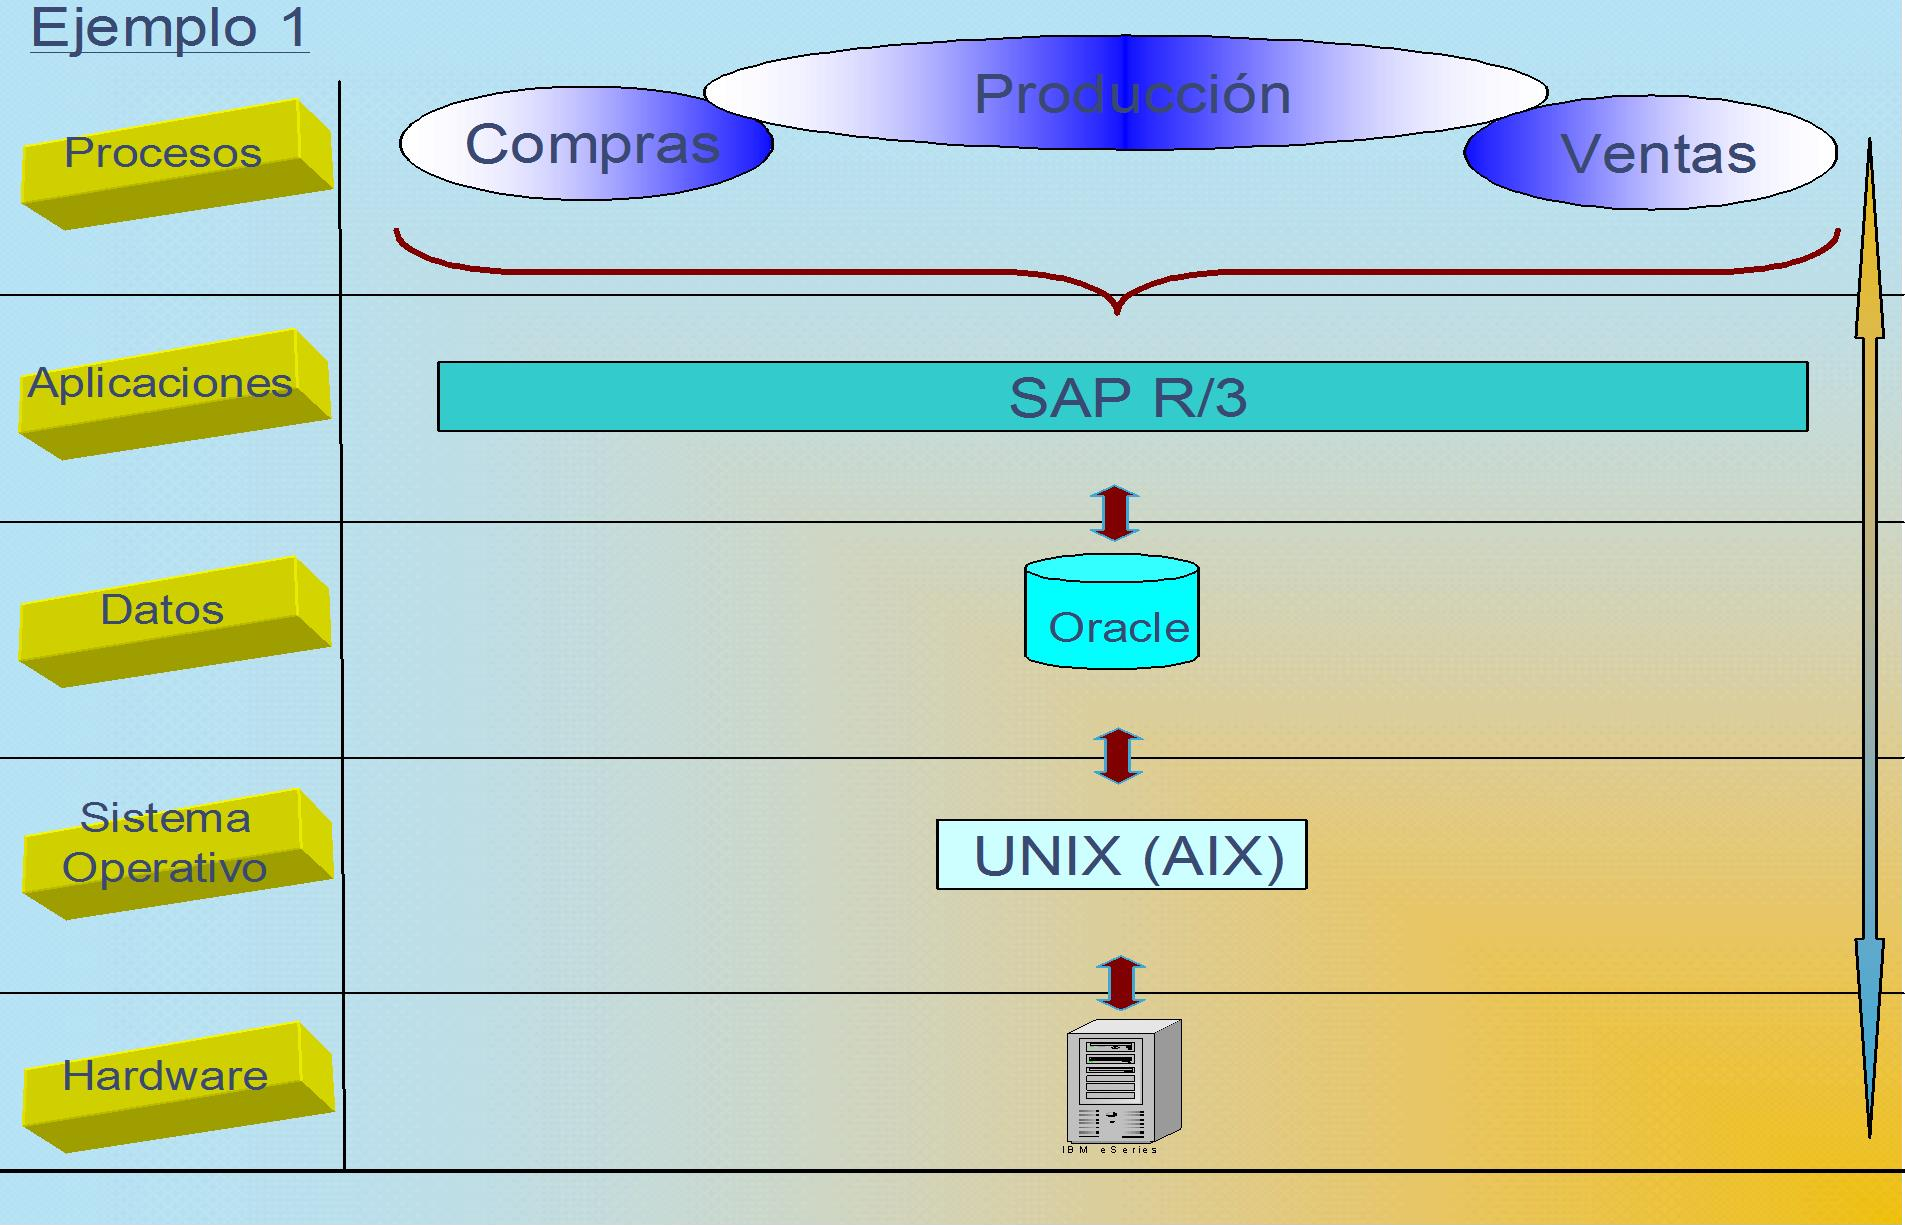 Ejemplo 1
Procesos
Compras
Producción
Ventas
Aplicaciones
SAP R/3
Datos
Oracle
Sistema
Operativo
UNIX (AIX)
Hardware
IBM eSeries